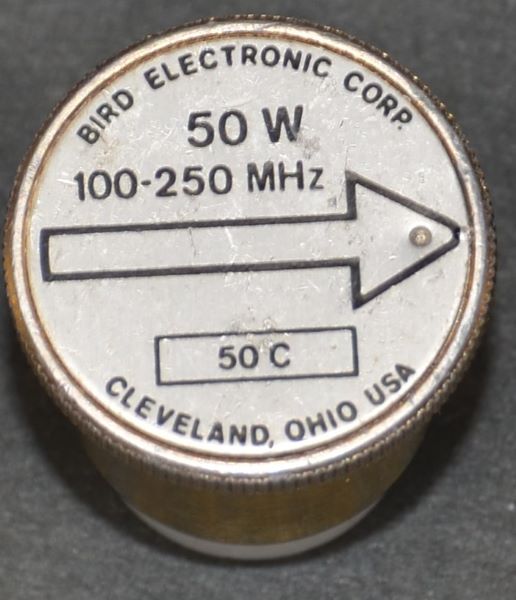 BIRD ELECTRONIC CORP.
50 W
100-250 MHz
50 C
CLEVELAND, OHIO USA